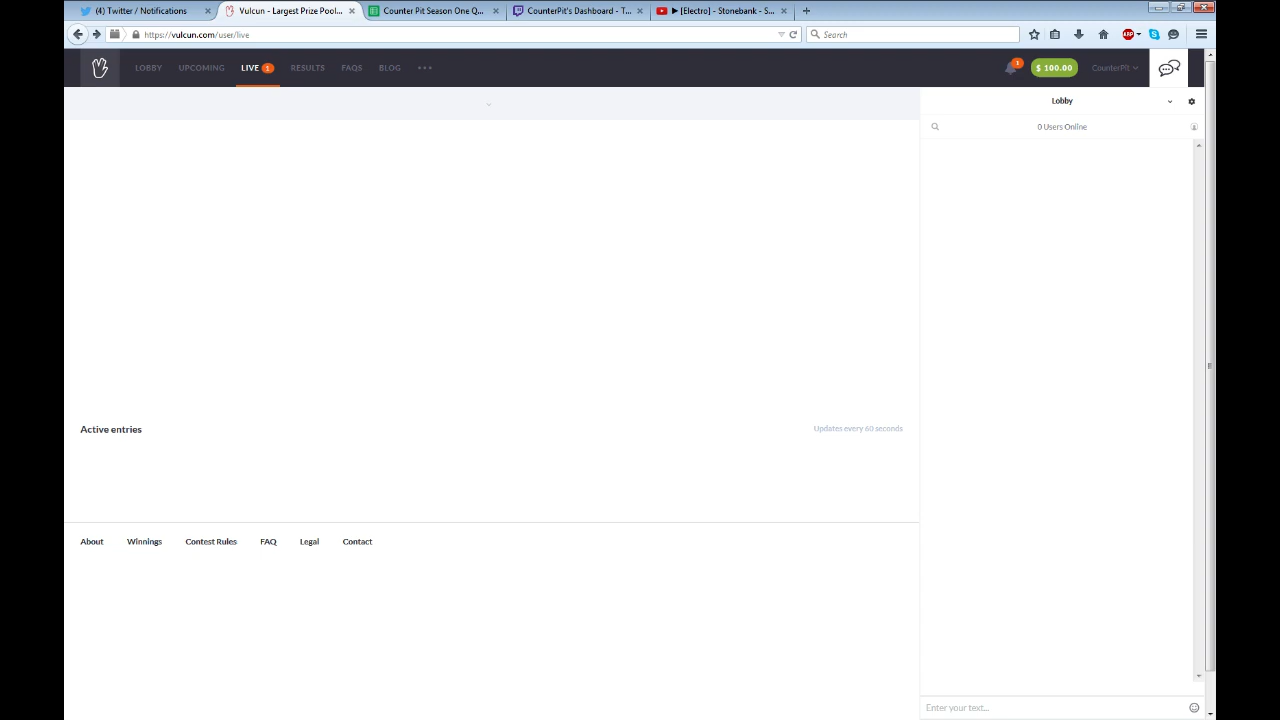 (4) Twitter / Notifications
Vulcun - Largest Prize Pool...
Counter Pit Season One Q...
CounterPit's Dashboard - T...
▶ [Electro] - Stonebank - S...
https://vulcun.com/user/live
Search
ABP
LOBBY
UPCOMING
LIVE 1
RESULTS
FAQS
BLOG
1
$ 100.00
CounterPit
Lobby
0 Users Online
Active entries
Updates every 60 seconds
About
Winnings
Contest Rules
FAQ
Legal
Contact
Enter your text...